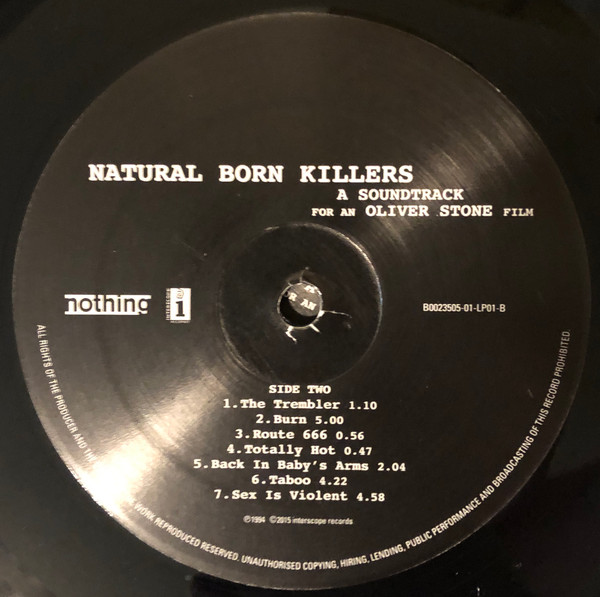 NATURAL BORN KILLERS
A SOUNDTRACK
FOR AN OLIVER STONE FILM
nothing
i
B0023505-01-LP01-B
R AN
SIDE TWO
1.The Trembler 1.10
2.Burn 5.00
3.Route 666 0.56
4.Totally Hot 0.47
5.Back In Baby's Arms 2.04
6.Taboo 4.22
7.Sex Is Violent 4.58
℗1994 ©2015 interscope records
ALL RIGHTS OF THE PRODUCER AND THE WORK REPRODUCED RESERVED. UNAUTHORISED COPYING, HIRING, LENDING, PUBLIC PERFORMANCE AND BROADCASTING OF THIS RECORD PROHIBITED.